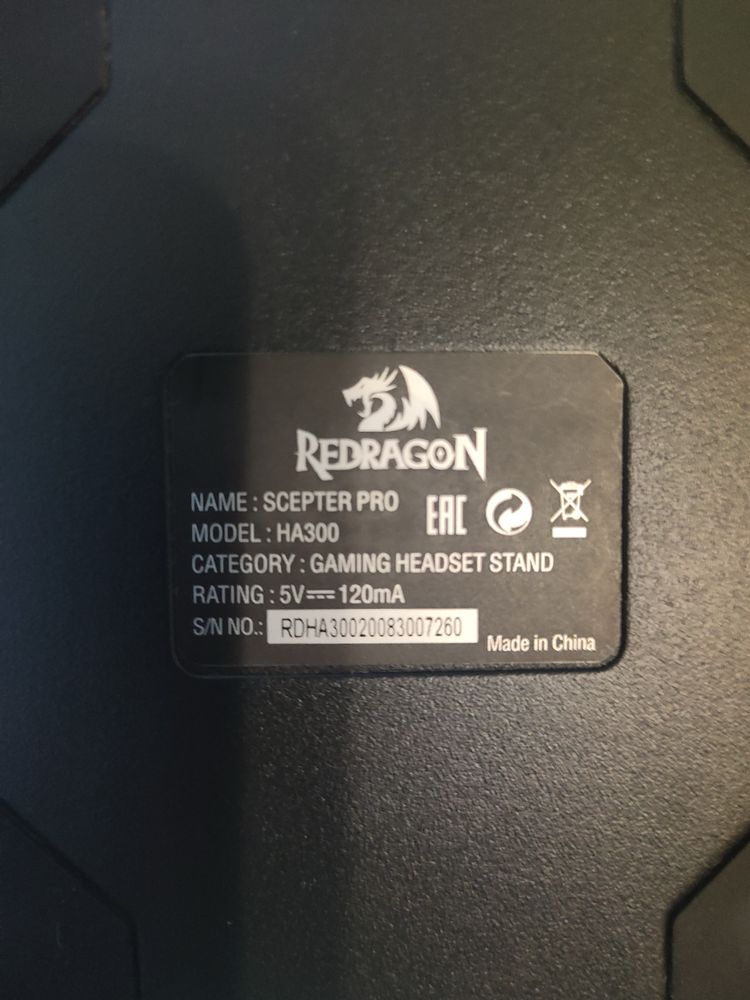 REDRAGON
NAME : SCEPTER PRO
EAC
MODEL : HA300
CATEGORY : GAMING HEADSET STAND
RATING : 5V⎓120mA
S/N NO.: RDHA30020083007260
Made in China